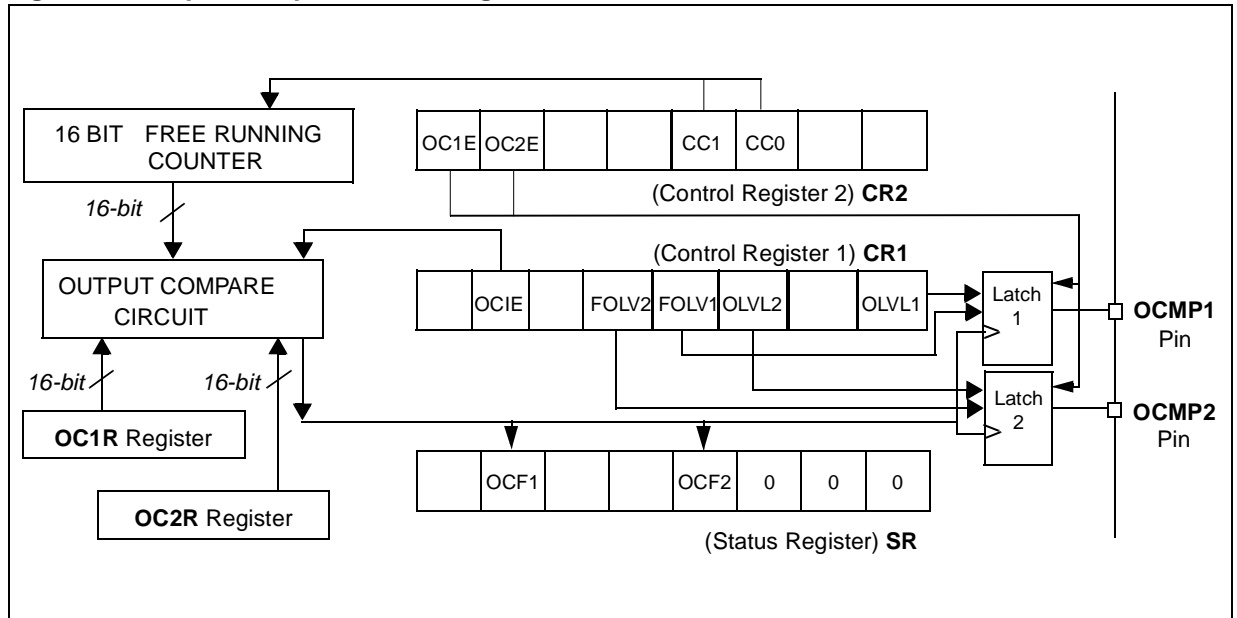 16 BIT FREE RUNNING
COUNTER
OC1E OC2E CC1 CC0
(Control Register 2) CR2
16-bit
(Control Register 1) CR1
OUTPUT COMPARE
CIRCUIT
OCIE FOLV2 FOLV1 OLVL2 OLVL1
Latch
1
OCMP1
Pin
16-bit 16-bit
Latch
2
OCMP2
Pin
OC1R Register
OCF1 OCF2 0 0 0
OC2R Register
(Status Register) SR